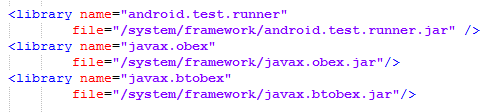 <library name="android.test.runner"
file="/system/framework/android.test.runner.jar" />
<library name="javax.obex"
file="/system/framework/javax.obex.jar"/>
<library name="javax.btobex"
file="/system/framework/javax.btobex.jar"/>